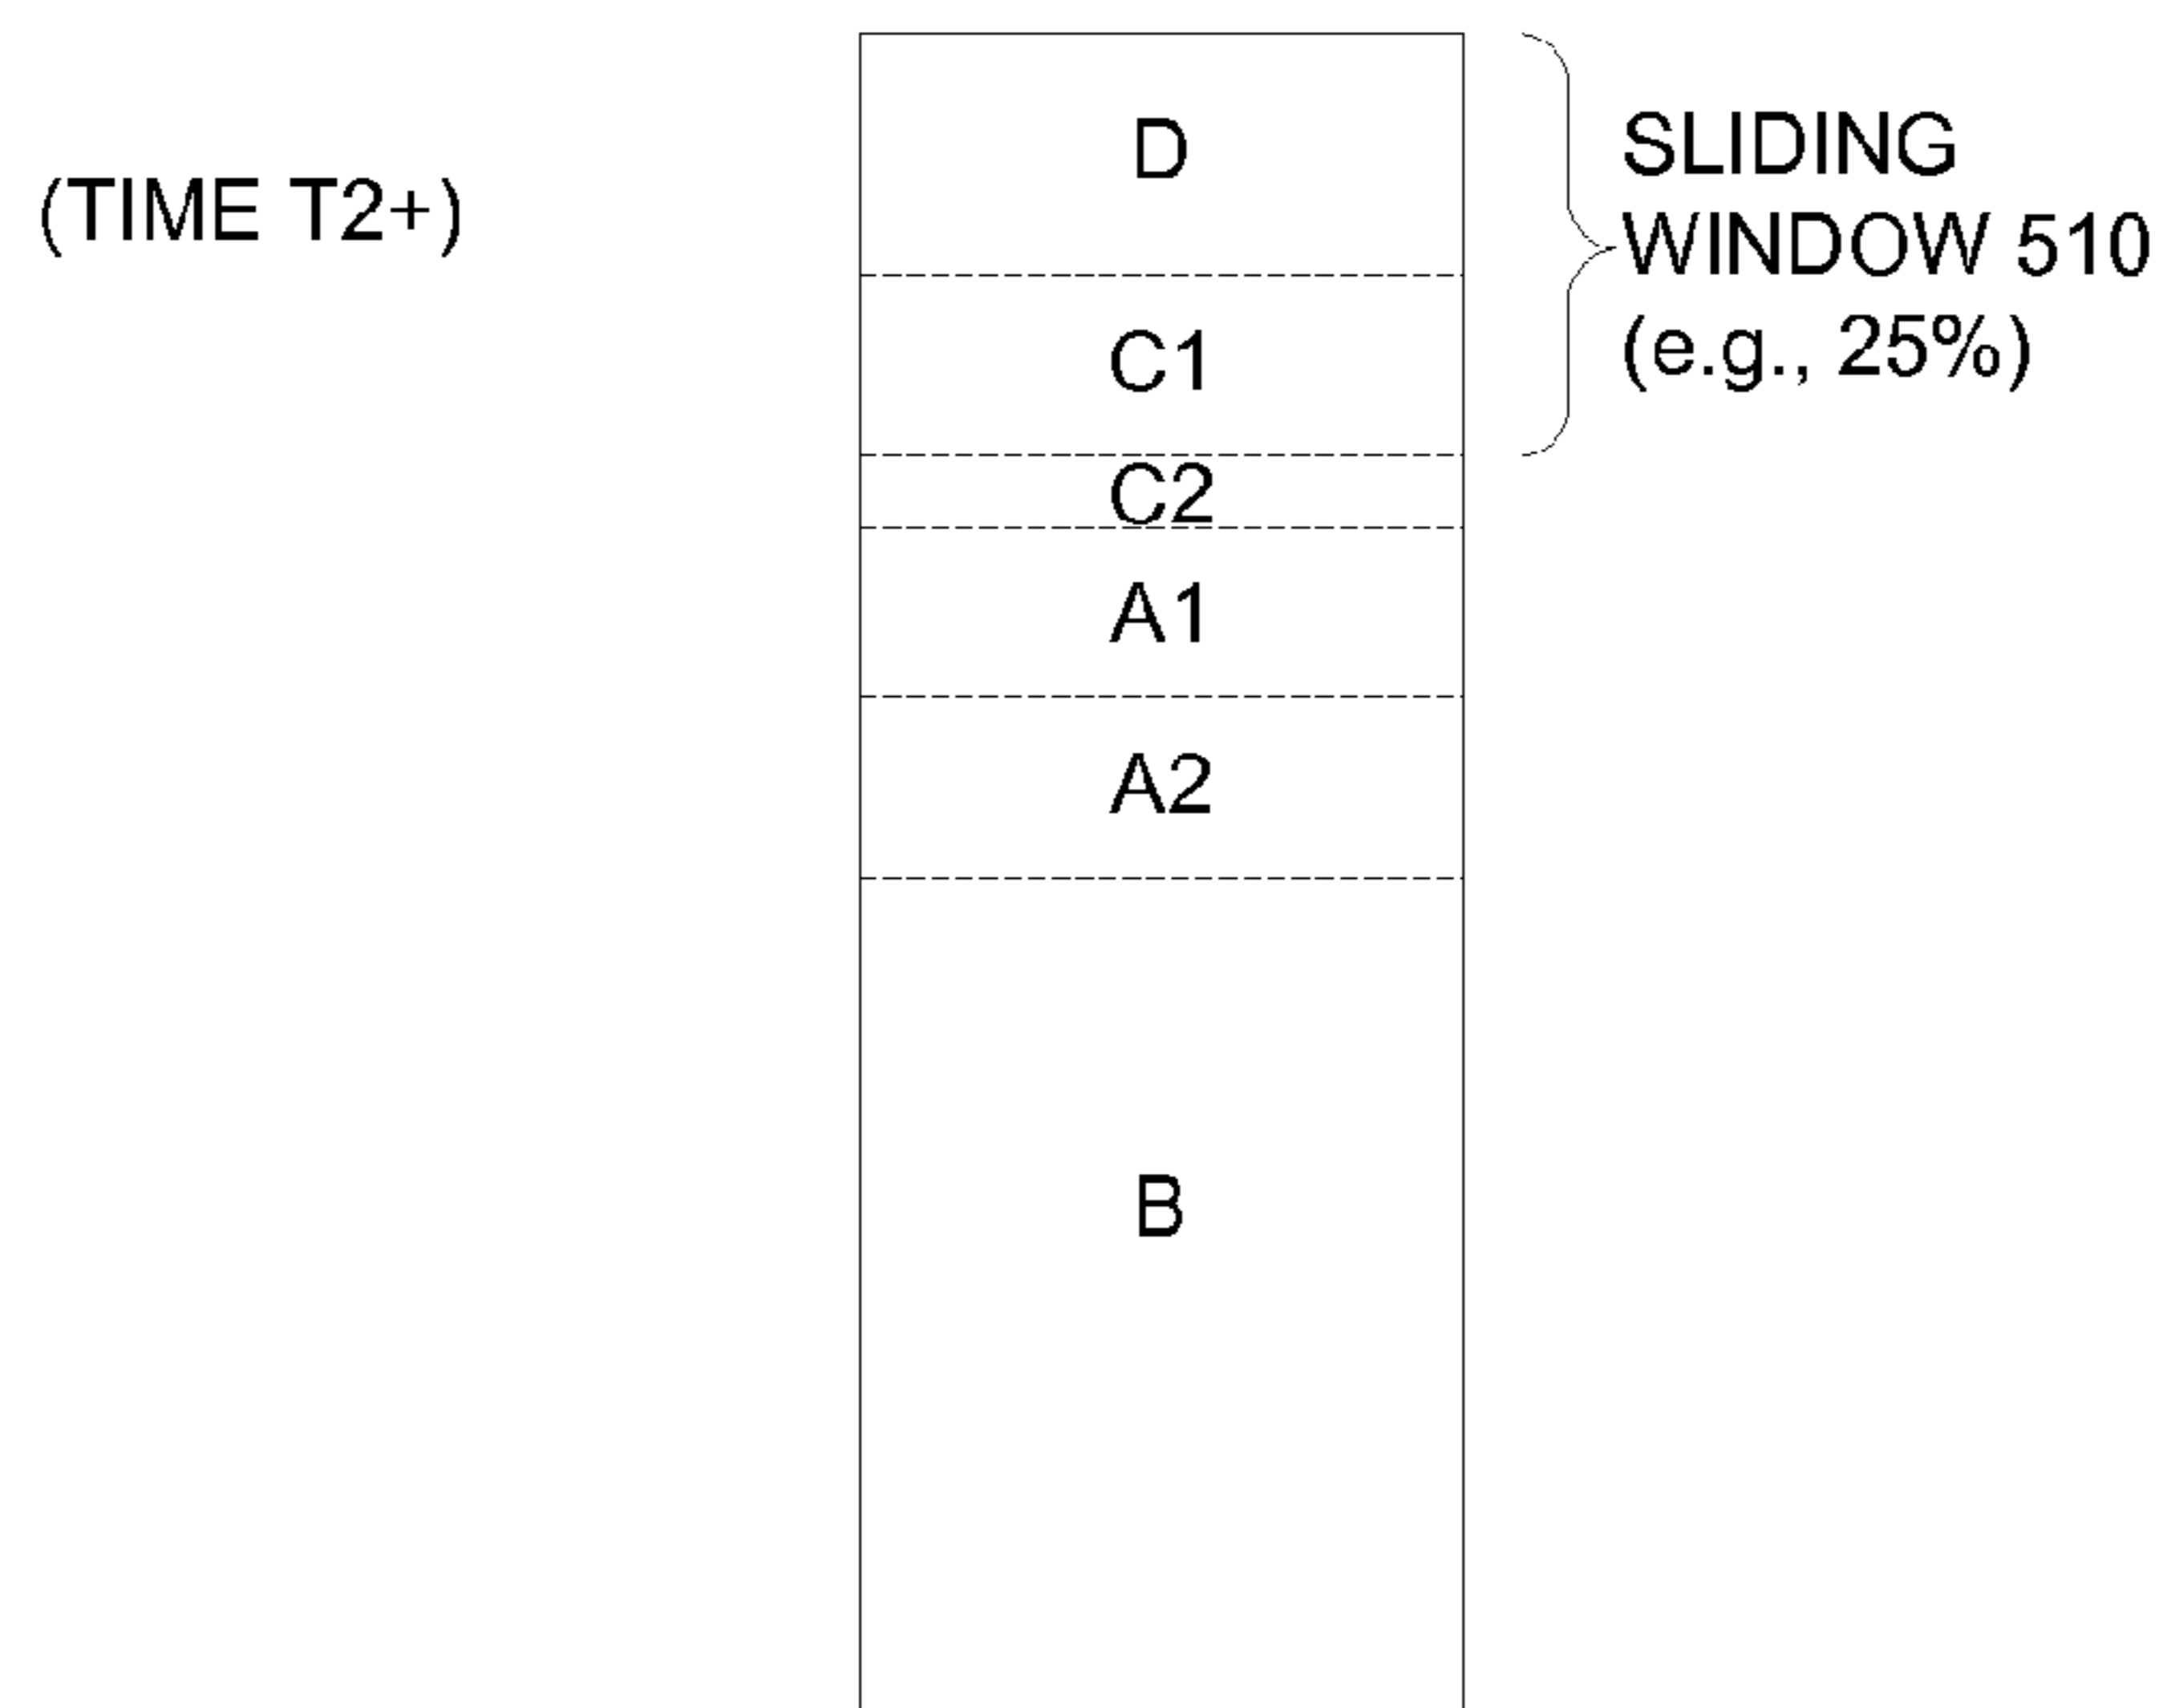 (TIME T2+)
D
SLIDING
WINDOW 510
(e.g., 25%)
C1
C2
A1
A2
B